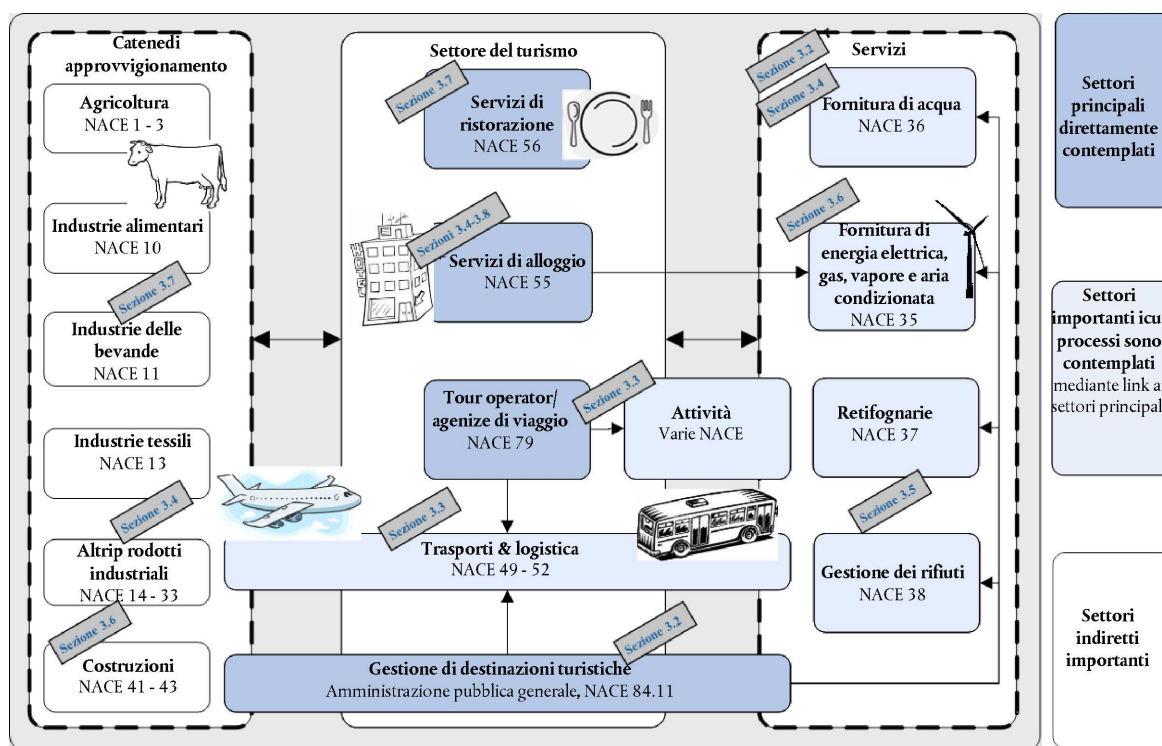 Catenedi
approvvigionamento
Agricoltura
NACE 1 - 3
Industrie alimentari
NACE 10
Sezione 3.7
Industrie delle
bevande
NACE 11
Industrie tessili
NACE 13
Sezione 3.4
Altrip rodotti
industriali
NACE 14 - 33
Sezione 3.6
Costruzioni
NACE 41 - 43
Settore del turismo
Sezione 3.7
Servizi di
ristorazione
NACE 56
Sezioni 3.4-3.8
Servizi di alloggio
NACE 55
Tour operator/
agenize di viaggio
NACE 79
Sezione 3.3
Attività
Varie NACE
Sezione 3.3
Trasporti & logistica
NACE 49 - 52
Sezione 3.2
Gestione di destinazioni turistiche
Amministrazione pubblica generale, NACE 84.11
Servizi
Sezione 3.2
Sezione 3.4
Fornitura di acqua
NACE 36
Sezione 3.6
Fornitura di
energia elettrica,
gas, vapore e aria
condizionata
NACE 35
Retifognarie
NACE 37
Sezione 3.5
Gestione dei rifiuti
NACE 38
Settori
principali
direttamente
contemplati
Settori
importanti icu
processi sono
contemplati
mediante link a
settori principal
Settori
indiretti
importanti